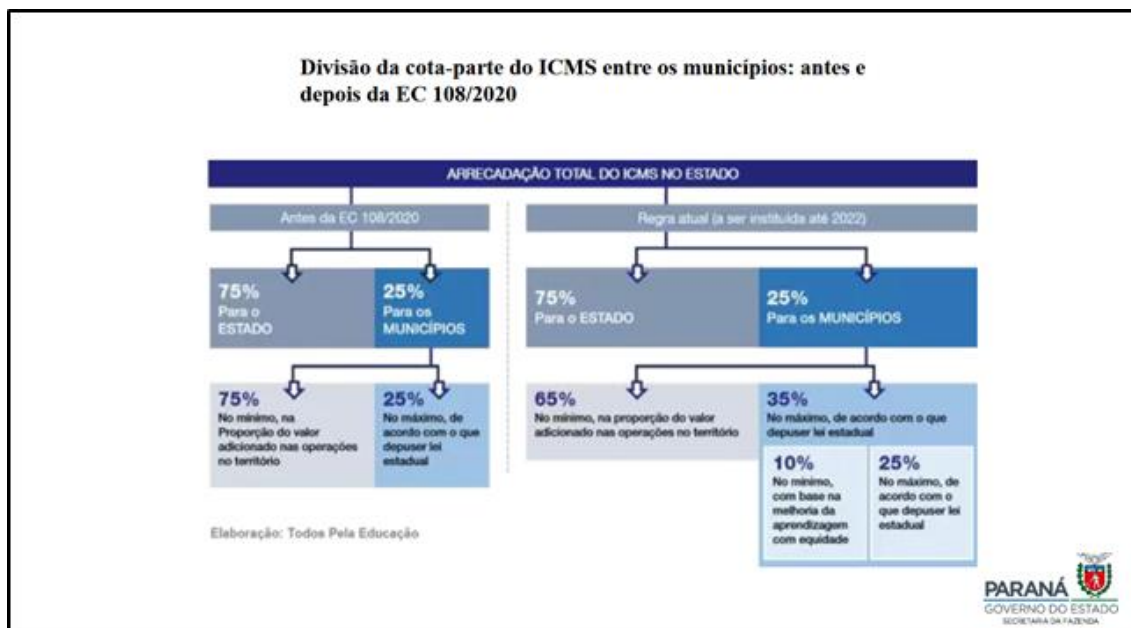 Divisão da cota-parte do ICMS entre os municípios: antes e
depois da EC 108/2020
ARRECADAÇÃO TOTAL DO ICMS NO ESTADO
Antes da EC 108/2020
75%
Para o
ESTADO
25%
Para os
MUNICÍPIOS
75%
No mínimo, na
Proporção do valor
adicionado nas operações
no território
25%
No máximo, de
acordo com o que
depuser lei
estadual
Regra atual (a ser instituída até 2022)
75%
Para o ESTADO
25%
Para os MUNICÍPIOS
65%
No mínimo, na proporção do valor
adicionado nas operações no território
35%
No máximo, de acordo com o que
depuser lei estadual
10%
No mínimo,
com base na
melhoria da
aprendizagem
com equidade
25%
No máximo, de
acordo com o
que depuser lei
estadual
Elaboração: Todos Pela Educação
PARANÁ
GOVERNO DO ESTADO
SECRETARIA DA FAZENDA